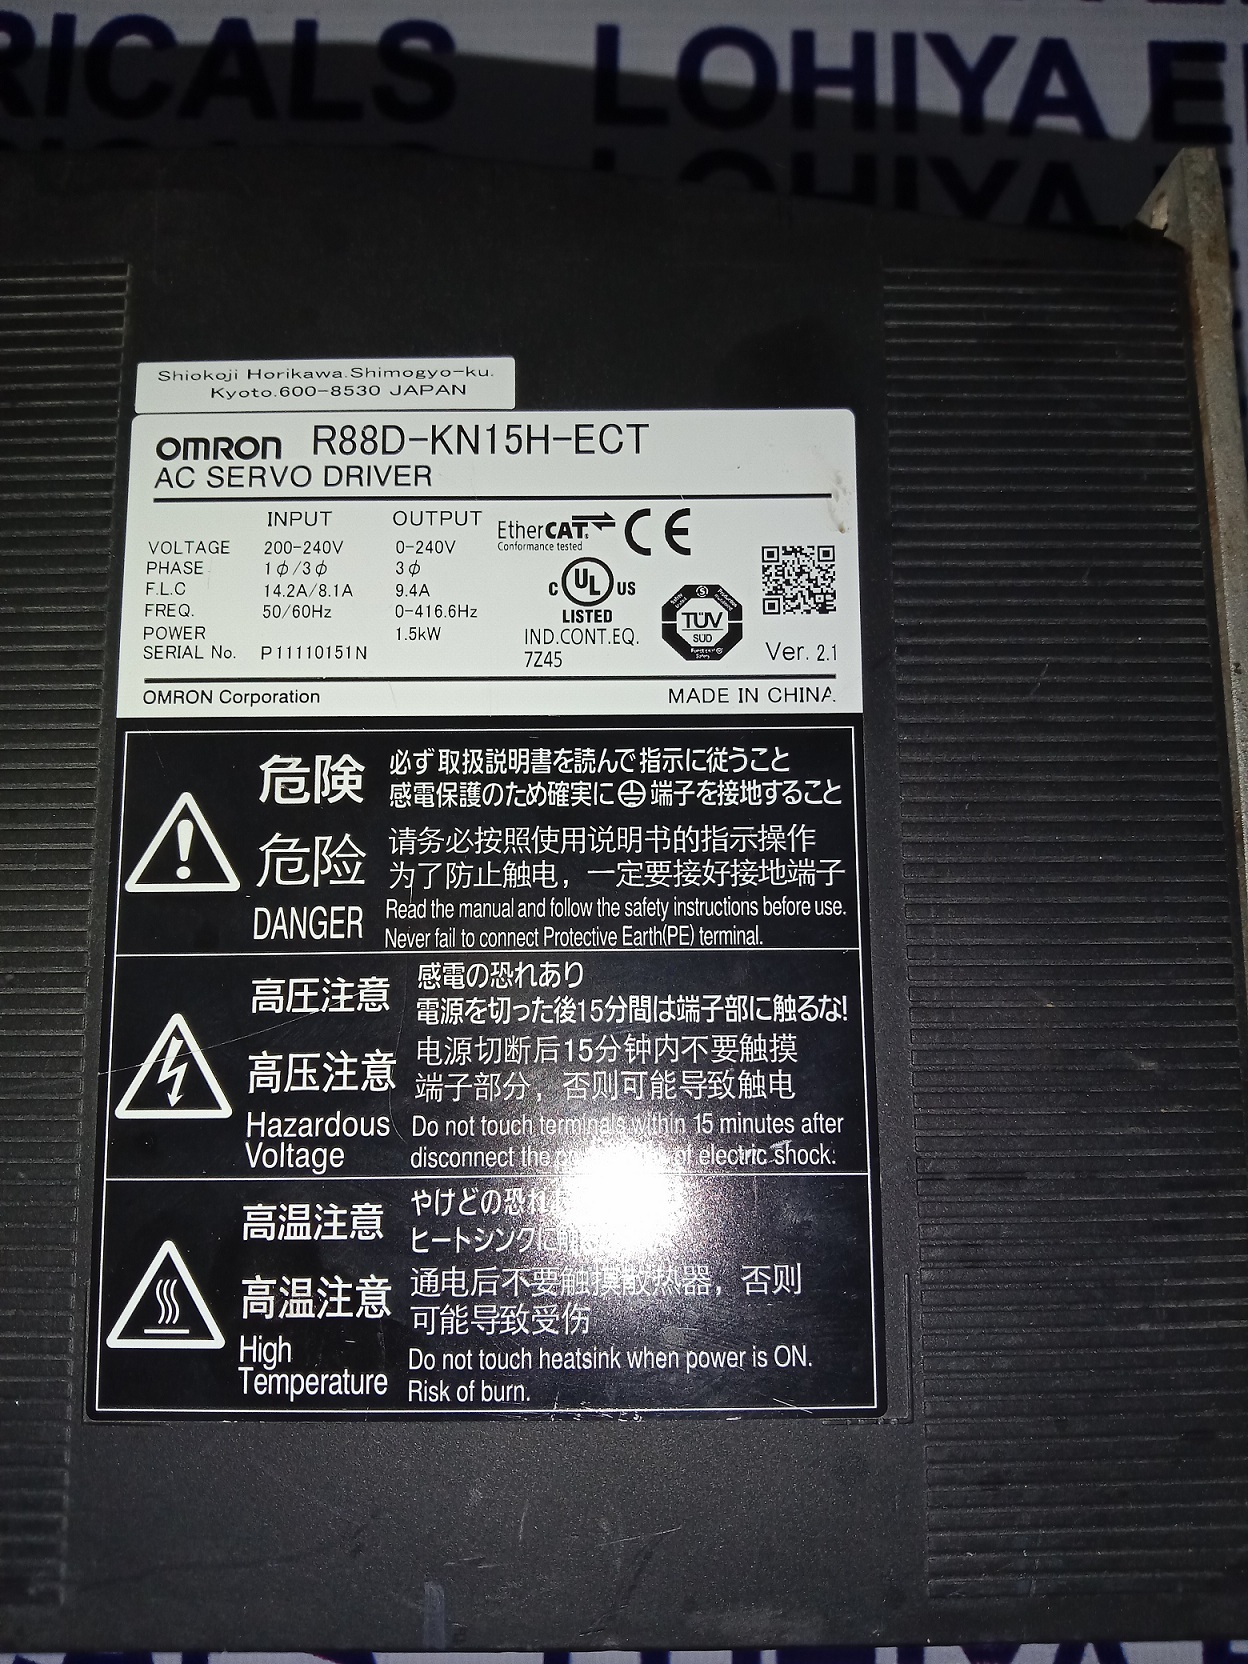 RICALS LOHIYA E
LOHIYA E
Shiokoji Horikawa.Shimogyo-ku.
Kyoto.600-8530 JAPAN
OMRON R88D-KN15H-ECT
AC SERVO DRIVER
INPUT OUTPUT
VOLTAGE 200-240V 0-240V
PHASE 1φ/3φ 3φ
F.L.C 14.2A/8.1A 9.4A
FREQ. 50/60Hz 0-416.6Hz
POWER 1.5kW
SERIAL No. P11110151N
EtherCAT
Conformance tested
CE
C UL US
LISTED
IND.CONT.EQ.
7Z45
TÜV
SÜD
Ver. 2.1
OMRON Corporation MADE IN CHINA.
危険 必ず取扱説明書を読んで指示に従うこと
感電保護のため確実に端子を接地すること
危险 请务必按照使用说明书的指示操作
为了防止触电，一定要接好接地端子
DANGER Read the manual and follow the safety instructions before use.
Never fail to connect Protective Earth(PE) terminal.
高圧注意 感電の恐れあり
電源を切った後15分間は端子部に触るな!
高压注意 电源切断后15分钟内不要触摸
端子部分，否则可能导致触电
Hazardous Do not touch terminals within 15 minutes after
Voltage disconnect the of electric shock.
高温注意 やけどの恐れ
ヒートシンクに
高温注意 通电后不要触摸散热器，否则
可能导致受伤
High Do not touch heatsink when power is ON.
Temperature Risk of burn.